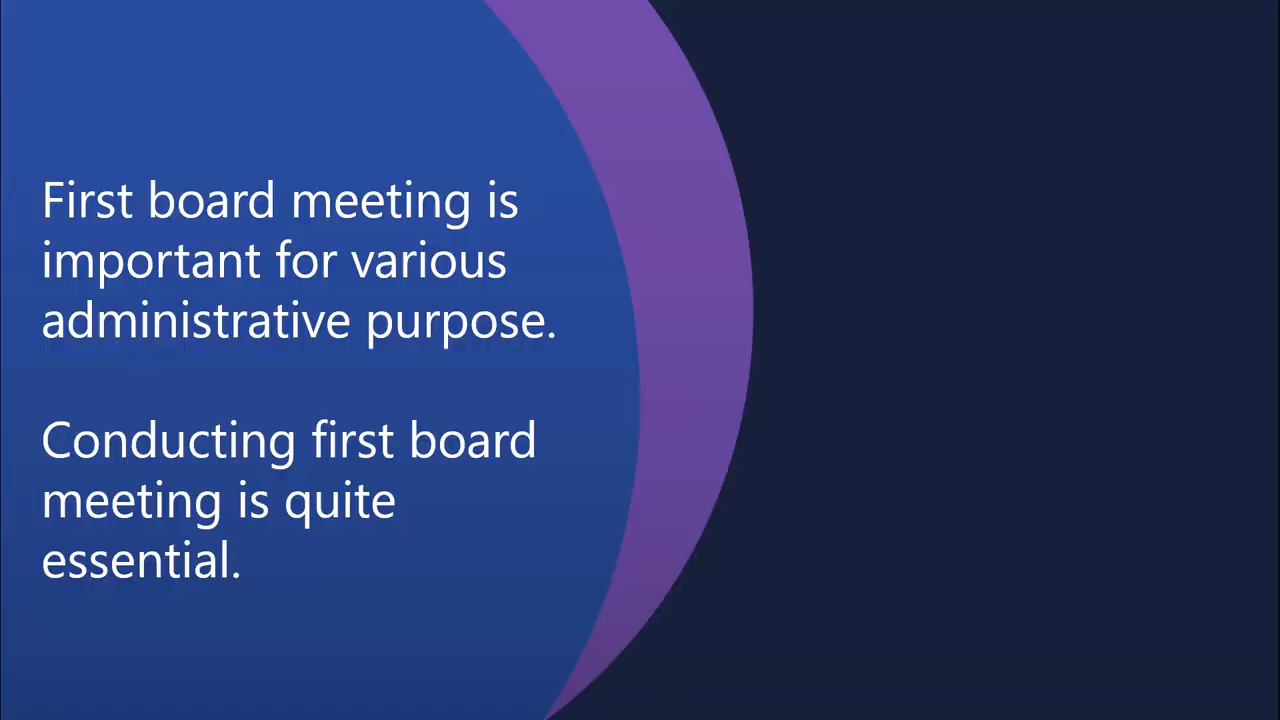 First board meeting is
important for various
administrative purpose.
Conducting first board
meeting is quite
essential.